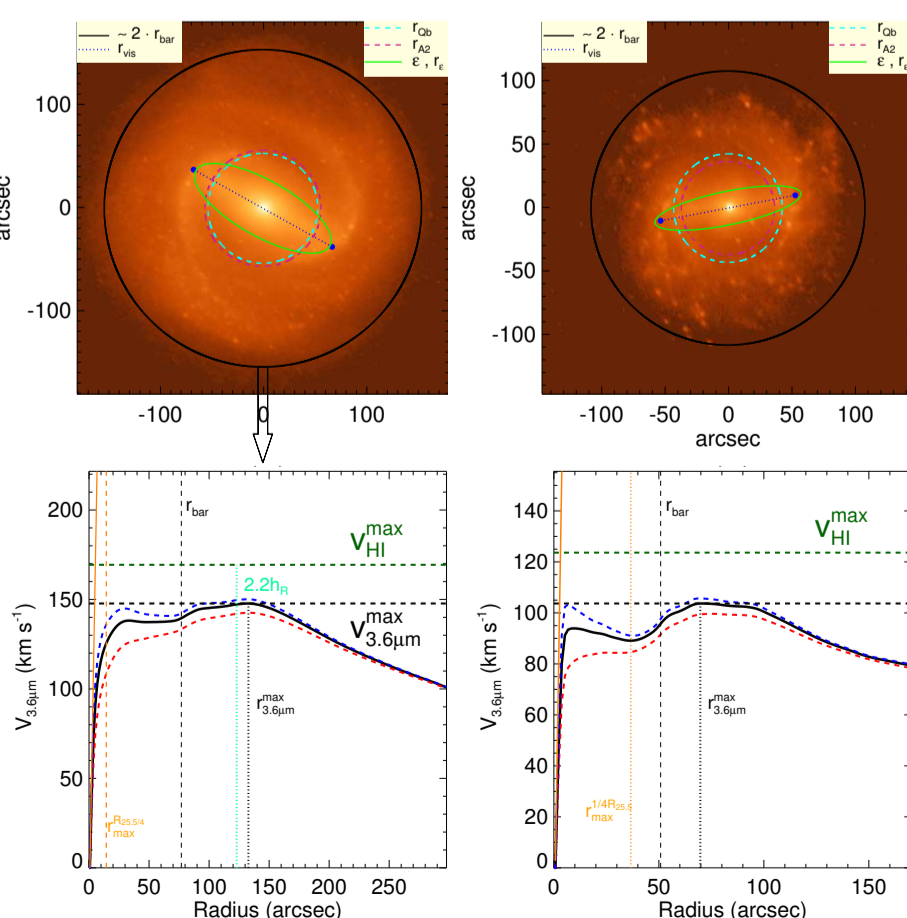 ~ 2 · r_bar
r_vis
r_Qb
r_A2
ε , r_ε
100
0
-100
arcsec
-100 0 100
~ 2 · r_bar
r_vis
r_Qb
r_A2
ε , r_ε
100
50
0
-50
-100
arcsec
-100 -50 0 50 100
arcsec
200
150
100
50
0
V_3.6μm (km s^-1)
r_bar
V_HI^max
2.2h_R
V_3.6μm^max
r_3.6μm^max
r_max^R_25.5/4
0 50 100 150 200 250
Radius (arcsec)
140
120
100
80
60
40
20
0
V_3.6μm (km s^-1)
r_bar
V_HI^max
r_3.6μm^max
r_max^1/4R_25.5
0 50 100 150
Radius (arcsec)